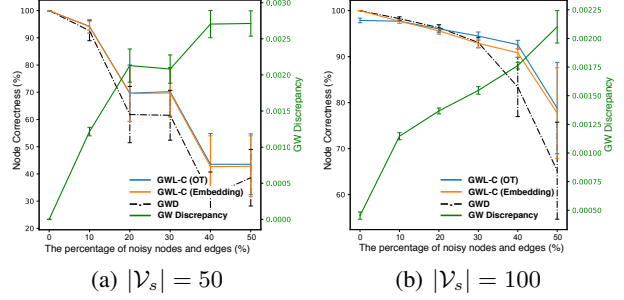 100
90
80
70
60
50
40
30
20
Node Correctness (%)
0.0030
0.0025
0.0020
0.0015
0.0010
0.0005
0.0000
GW Discrepancy
GWL-C (OT)
GWL-C (Embedding)
GWD
GW Discrepancy
0 10 20 30 40 50
The percentage of noisy nodes and edges (%)
(a) |𝒱ₛ| = 50
100
90
80
70
60
Node Correctness (%)
0.00225
0.00200
0.00175
0.00150
0.00125
0.00100
0.00075
0.00050
GW Discrepancy
GWL-C (OT)
GWL-C (Embedding)
GWD
GW Discrepancy
0 10 20 30 40 50
The percentage of noisy nodes and edges (%)
(b) |𝒱ₛ| = 100